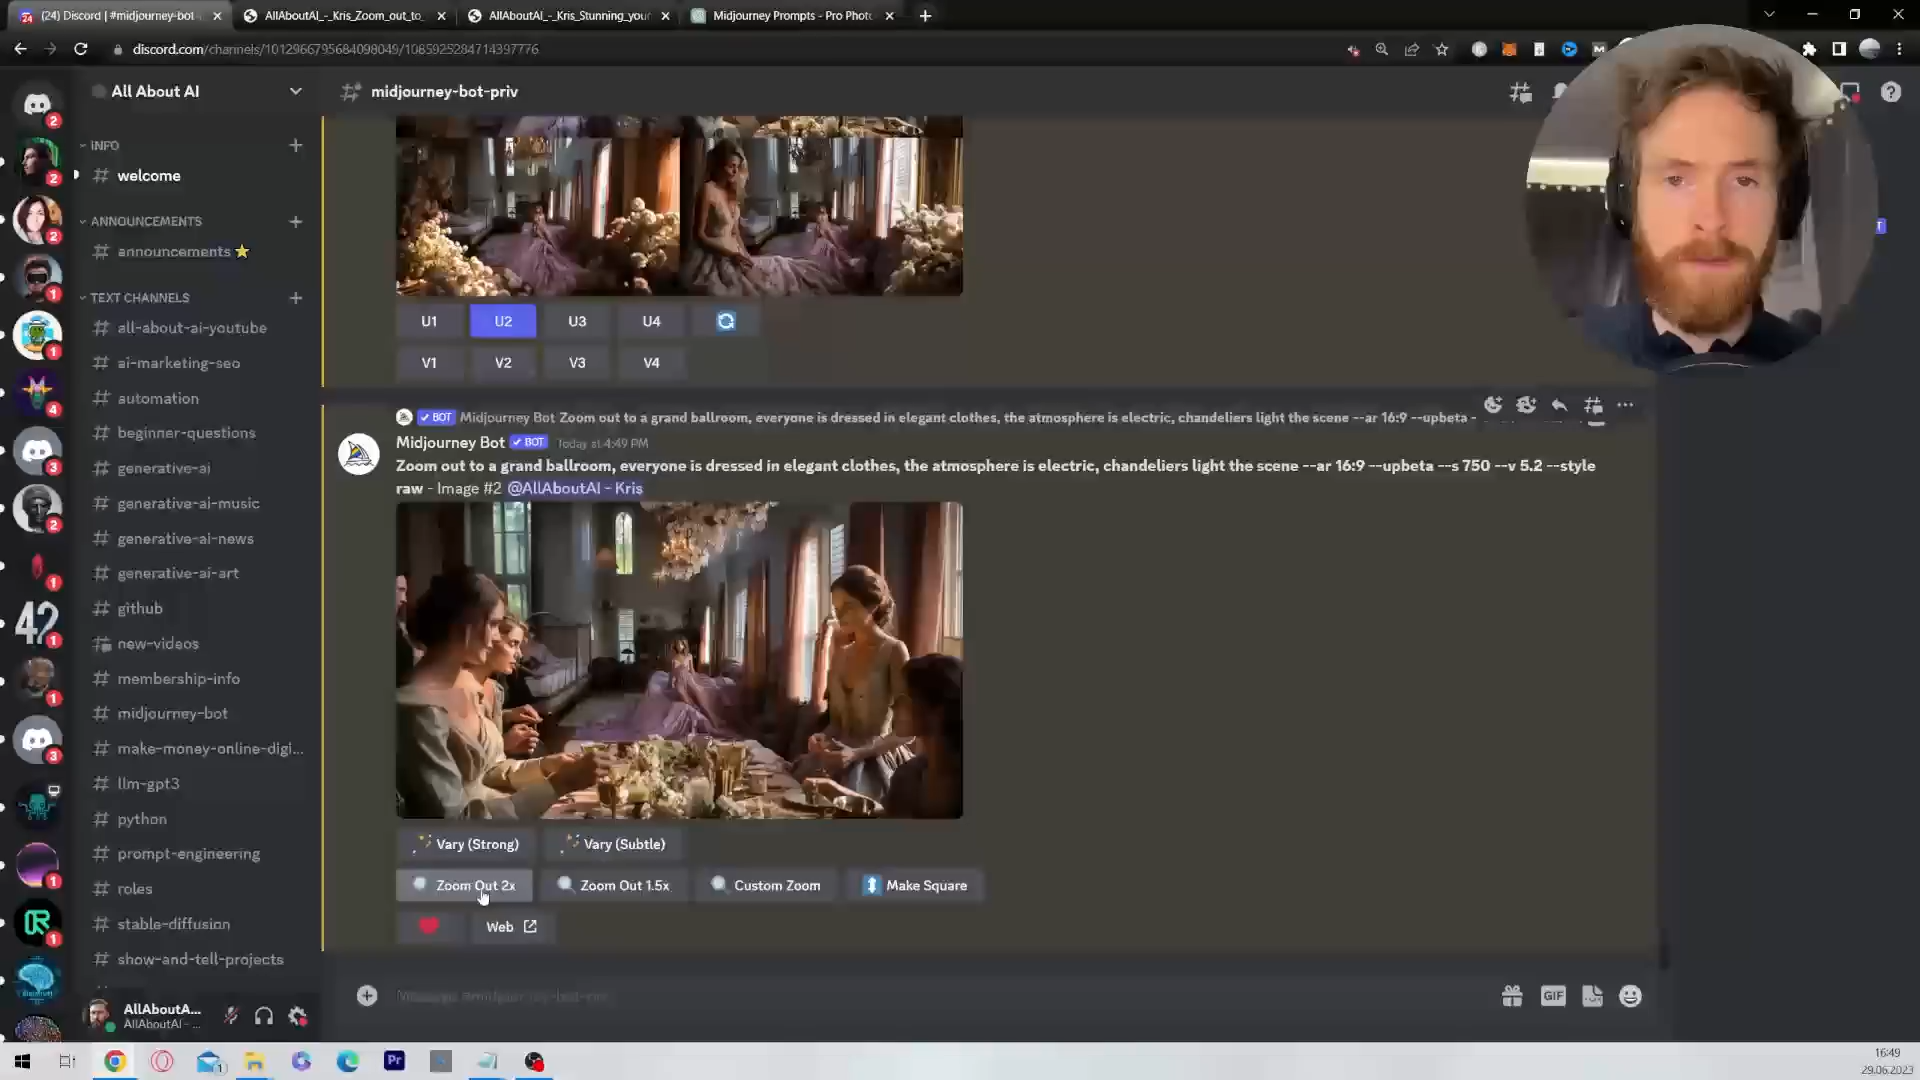 (24) Discord | #midjourney-bot-
AllAboutAI_-_Kris_Zoom_out_to_
AllAboutAI_-_Kris_Stunning_your
Midjourney Prompts - Pro Photo
discord.com/channels/1012966795684098049/1085925284714397776
All About AI
midjourney-bot-priv
INFO
welcome
ANNOUNCEMENTS
announcements
TEXT CHANNELS
all-about-ai-youtube
ai-marketing-seo
automation
beginner-questions
generative-ai
generative-ai-music
generative-ai-news
generative-ai-art
github
new-videos
membership-info
midjourney-bot
make-money-online-digi...
llm-gpt3
python
prompt-engineering
roles
stable-diffusion
show-and-tell-projects
AllAboutA...
AllAboutAI - ...
U1 U2 U3 U4
V1 V2 V3 V4
BOT Midjourney Bot Zoom out to a grand ballroom, everyone is dressed in elegant clothes, the atmosphere is electric, chandeliers light the scene --ar 16:9 --upbeta -
Midjourney Bot BOT Today at 4:49 PM
Zoom out to a grand ballroom, everyone is dressed in elegant clothes, the atmosphere is electric, chandeliers light the scene --ar 16:9 --upbeta --s 750 --v 5.2 --style
raw - Image #2 @AllAboutAI - Kris
Vary (Strong) Vary (Subtle)
Zoom Out 2x Zoom Out 1.5x Custom Zoom Make Square
Web
GIF
Pr
16:49
29.06.2023